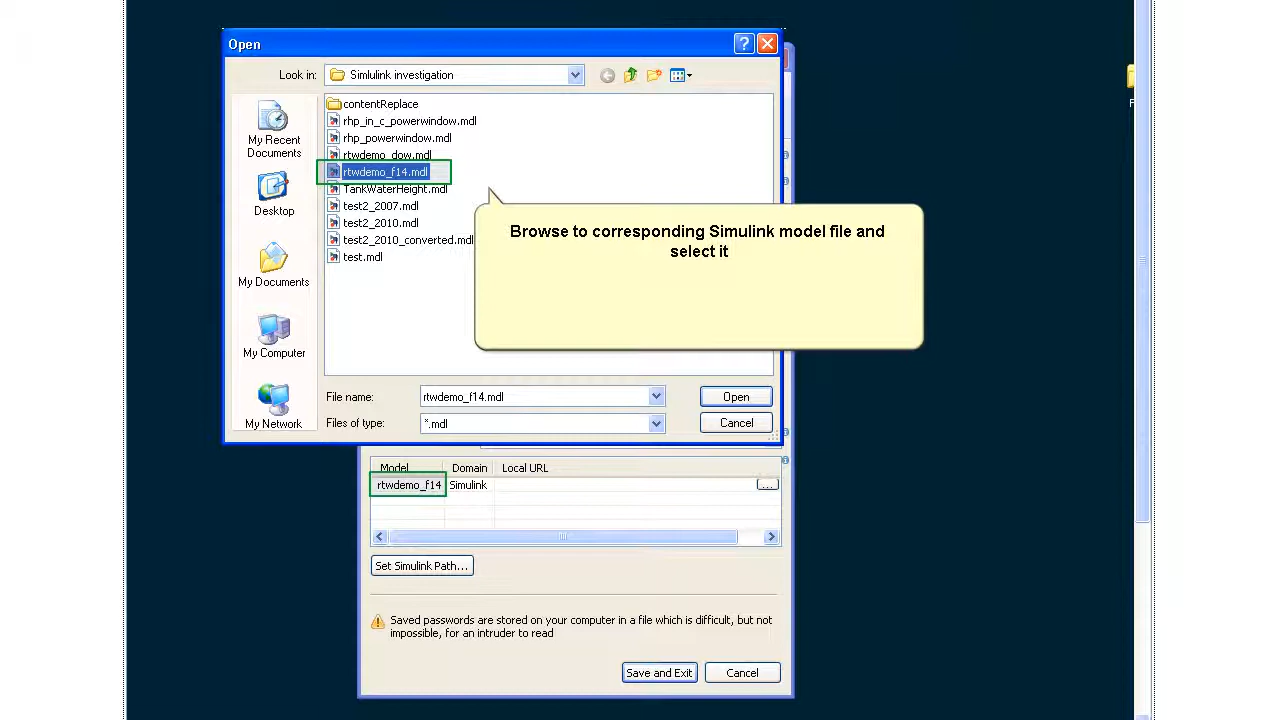 Open
Look in:
Simlulink investigation
contentReplace
rhp_in_c_powerwindow.mdl
rhp_powerwindow.mdl
rtwdemo_dow.mdl
rtwdemo_f14.mdl
TankWaterHeight.mdl
test2_2007.mdl
test2_2010.mdl
test2_2010_converted.mdl
test.mdl
My Recent
Documents
Desktop
My Documents
My Computer
My Network
Browse to corresponding Simulink model file and
select it
File name:
rtwdemo_f14.mdl
Open
Files of type:
*.mdl
Cancel
Model Domain Local URL
rtwdemo_f14 Simulink ...
Set Simulink Path...
Saved passwords are stored on your computer in a file which is difficult, but not
impossible, for an intruder to read
Save and Exit
Cancel